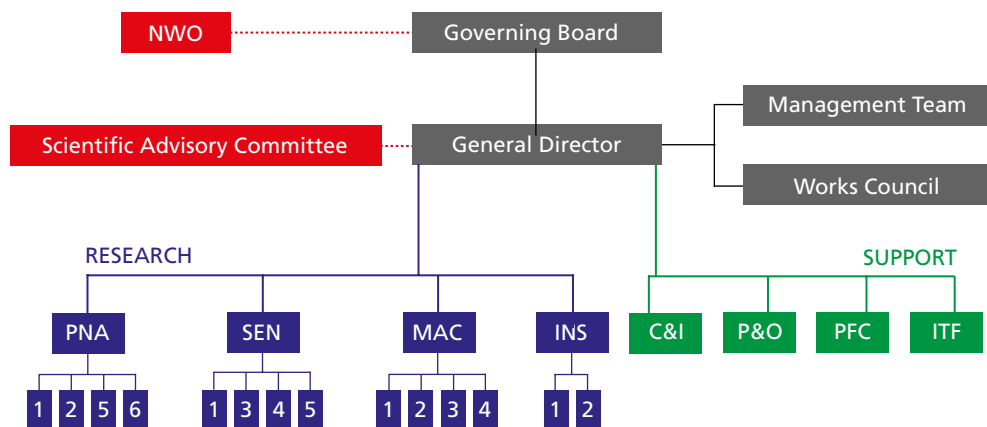 NWO
Governing Board
Management Team
Scientific Advisory Committee
General Director
Works Council
RESEARCH
SUPPORT
PNA
SEN
MAC
INS
C&I
P&O
PFC
ITF
1 2 5 6
1 3 4 5
1 2 3 4
1 2